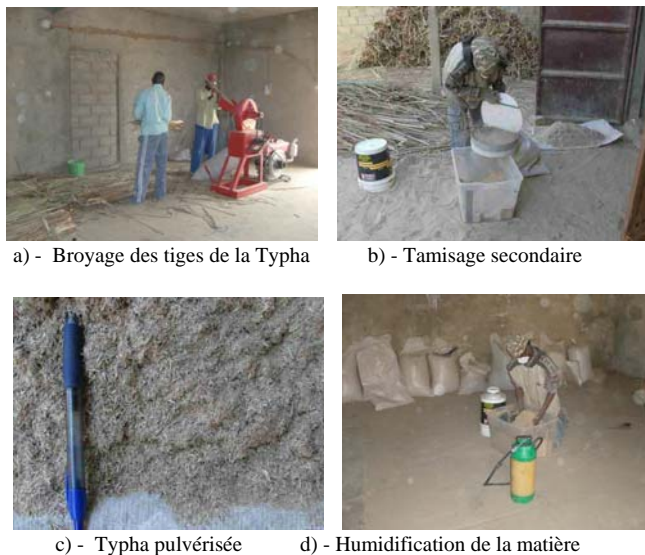 a) - Broyage des tiges de la Typha
b) - Tamisage secondaire
c) - Typha pulvérisée
d) - Humidification de la matière